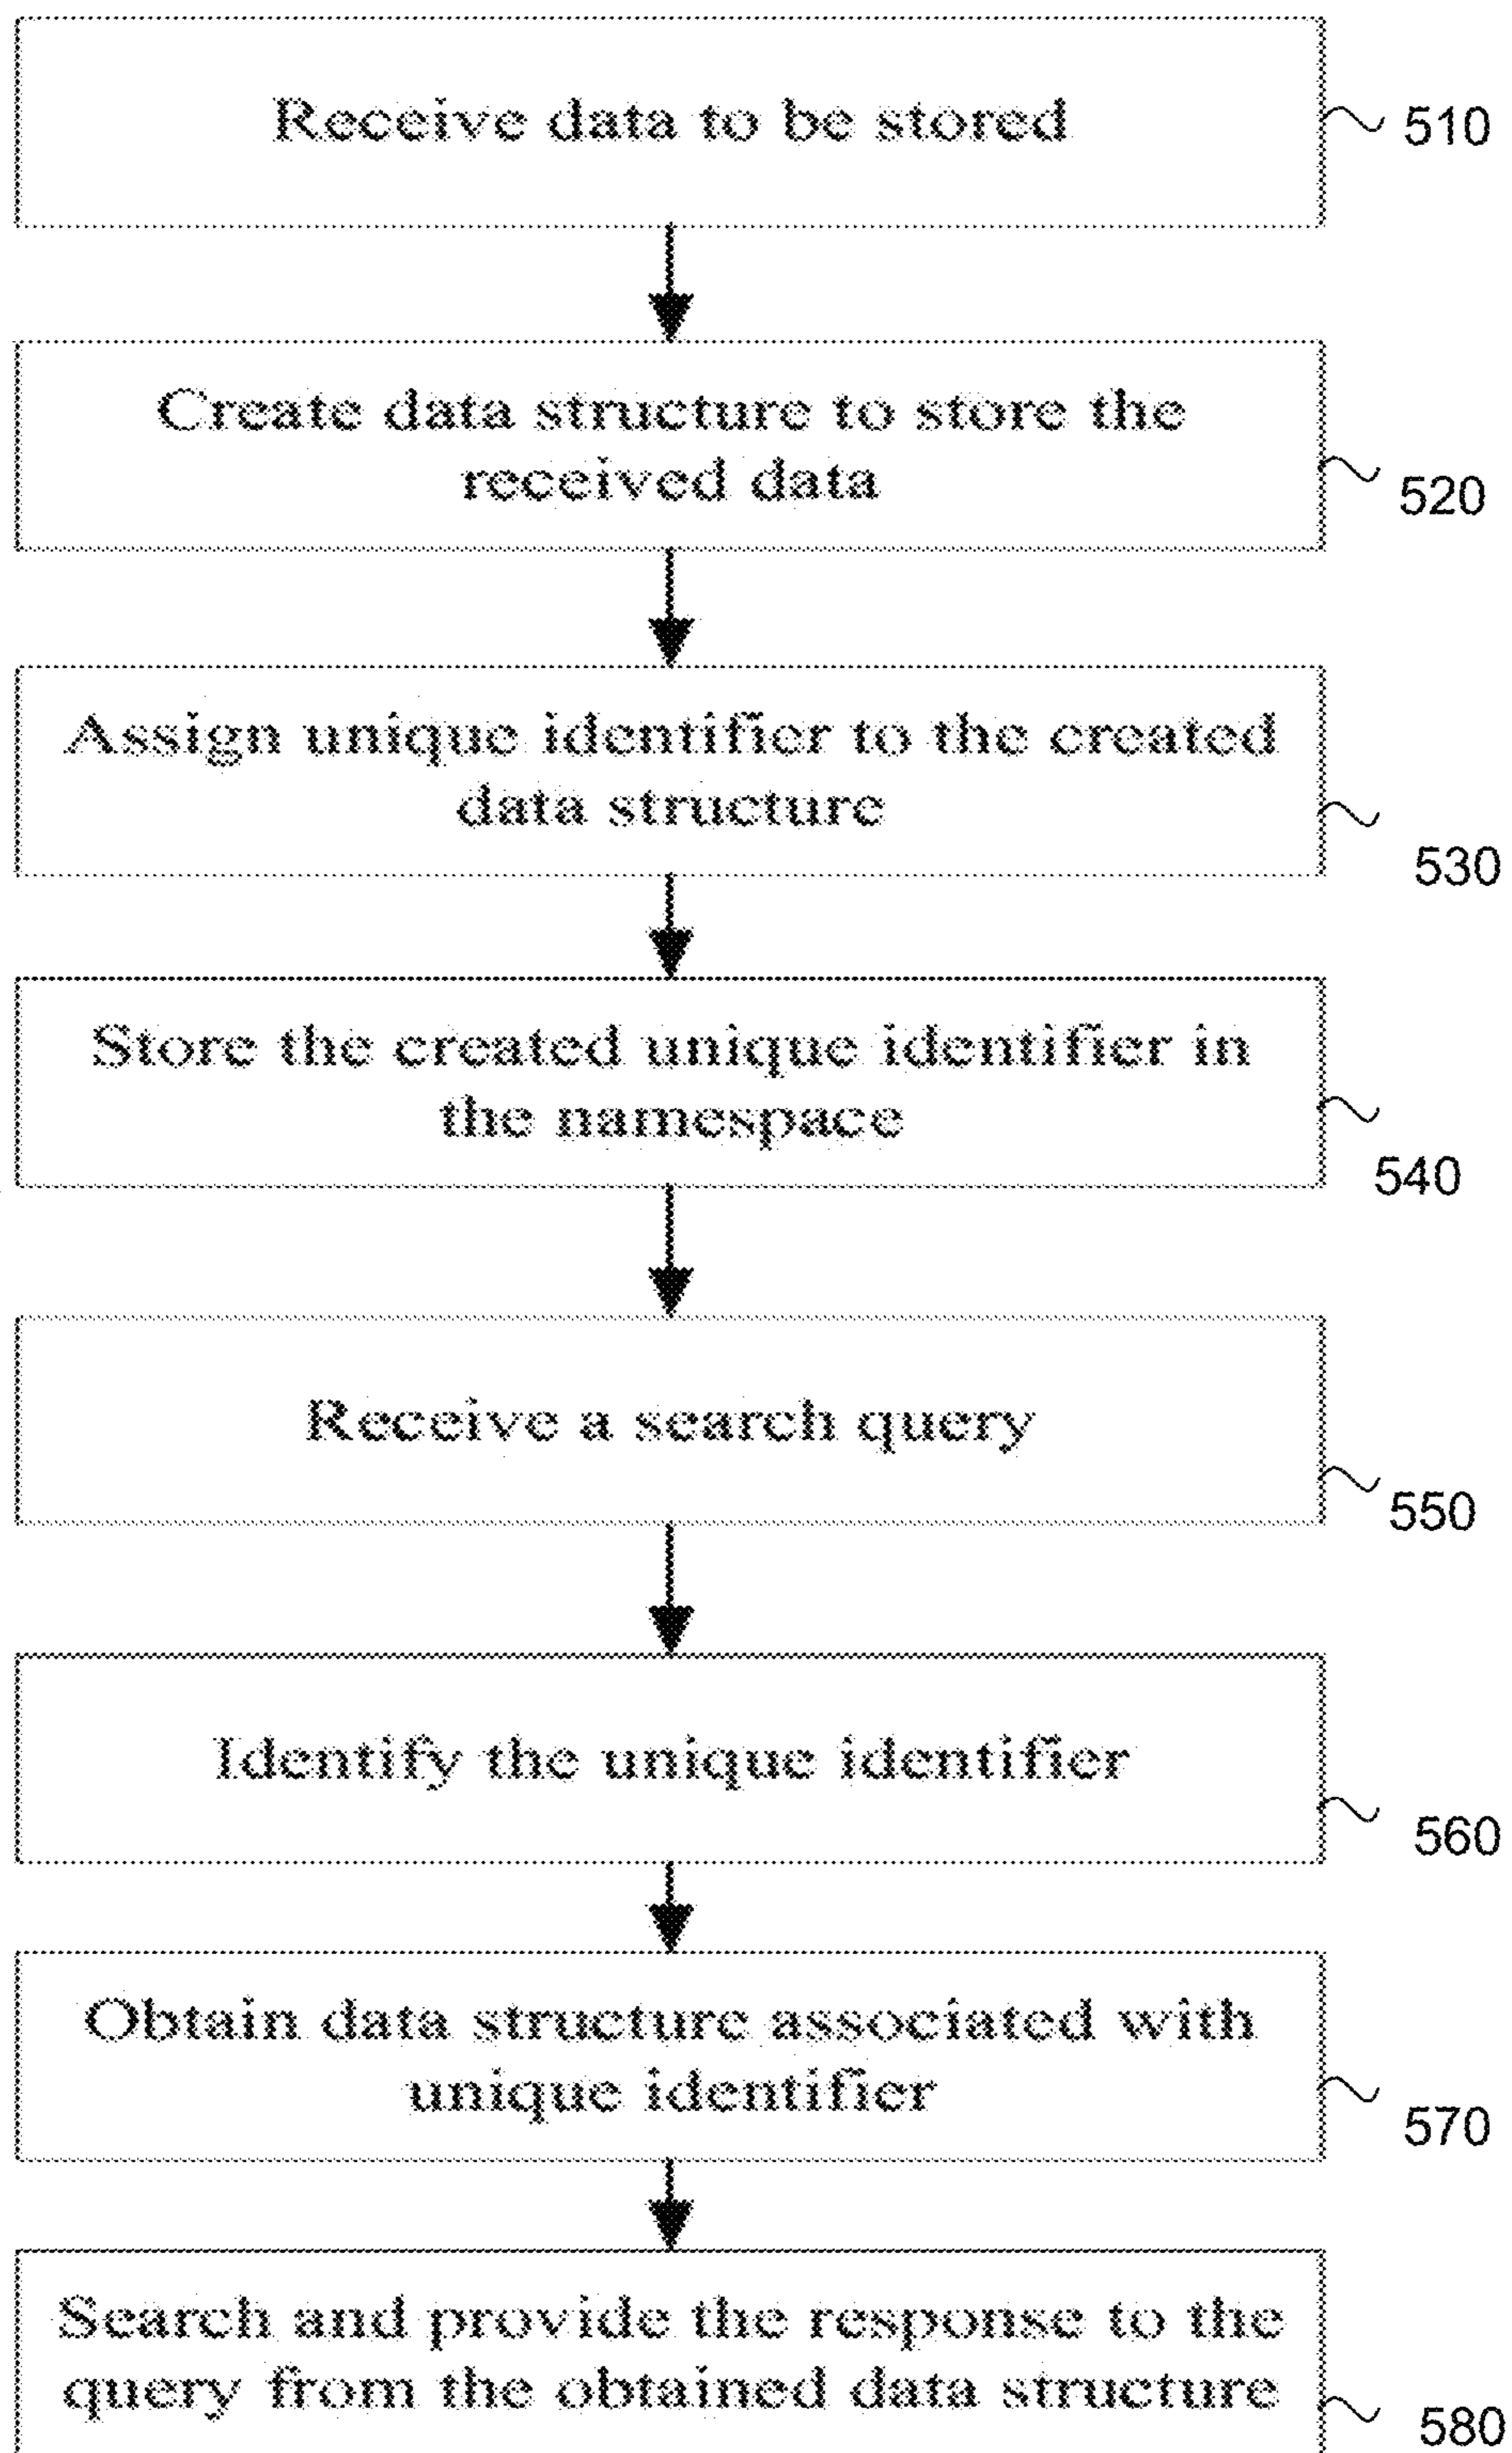 Receive data to be stored
510
Create data structure to store the
received data
520
Assign unique identifier to the created
data structure
530
Store the created unique identifier in
the namespace
540
Receive a search query
550
Identify the unique identifier
560
Obtain data structure associated with
unique identifier
570
Search and provide the response to the
query from the obtained data structure
580